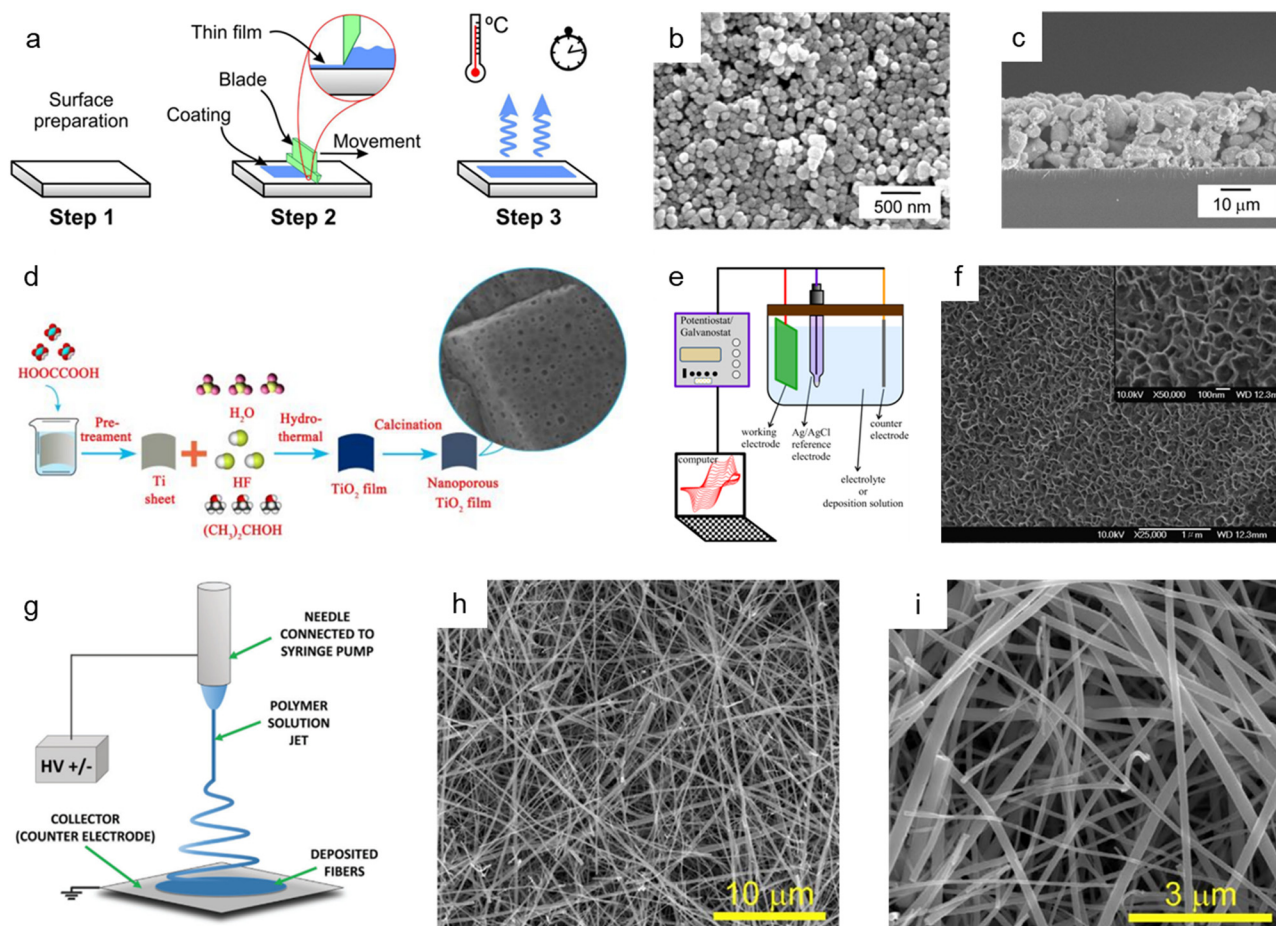 a
Surface
preparation
Step 1
Thin film
Blade
Coating
Movement
Step 2
ºC
Step 3
b
500 nm
c
10 µm
d
HOOCCOOH
Pre-
treament
Ti
sheet
H₂O
HF
(CH₃)₂CHOH
Hydro-
thermal
TiO₂ film
Calcination
Nanoporous
TiO₂ film
e
Potentiostat/
Galvanostat
working
electrode
Ag/AgCl
reference
electrode
counter
electrode
computer
electrolyte
or
deposition solution
f
10.0kV X50,000 100nm WD 12.3m
10.0kV X25,000 1㎛ WD 12.3mm
g
NEEDLE
CONNECTED TO
SYRINGE PUMP
POLYMER
SOLUTION
JET
HV +/-
COLLECTOR
(COUNTER ELECTRODE)
DEPOSITED
FIBERS
h
10 µm
i
3 µm